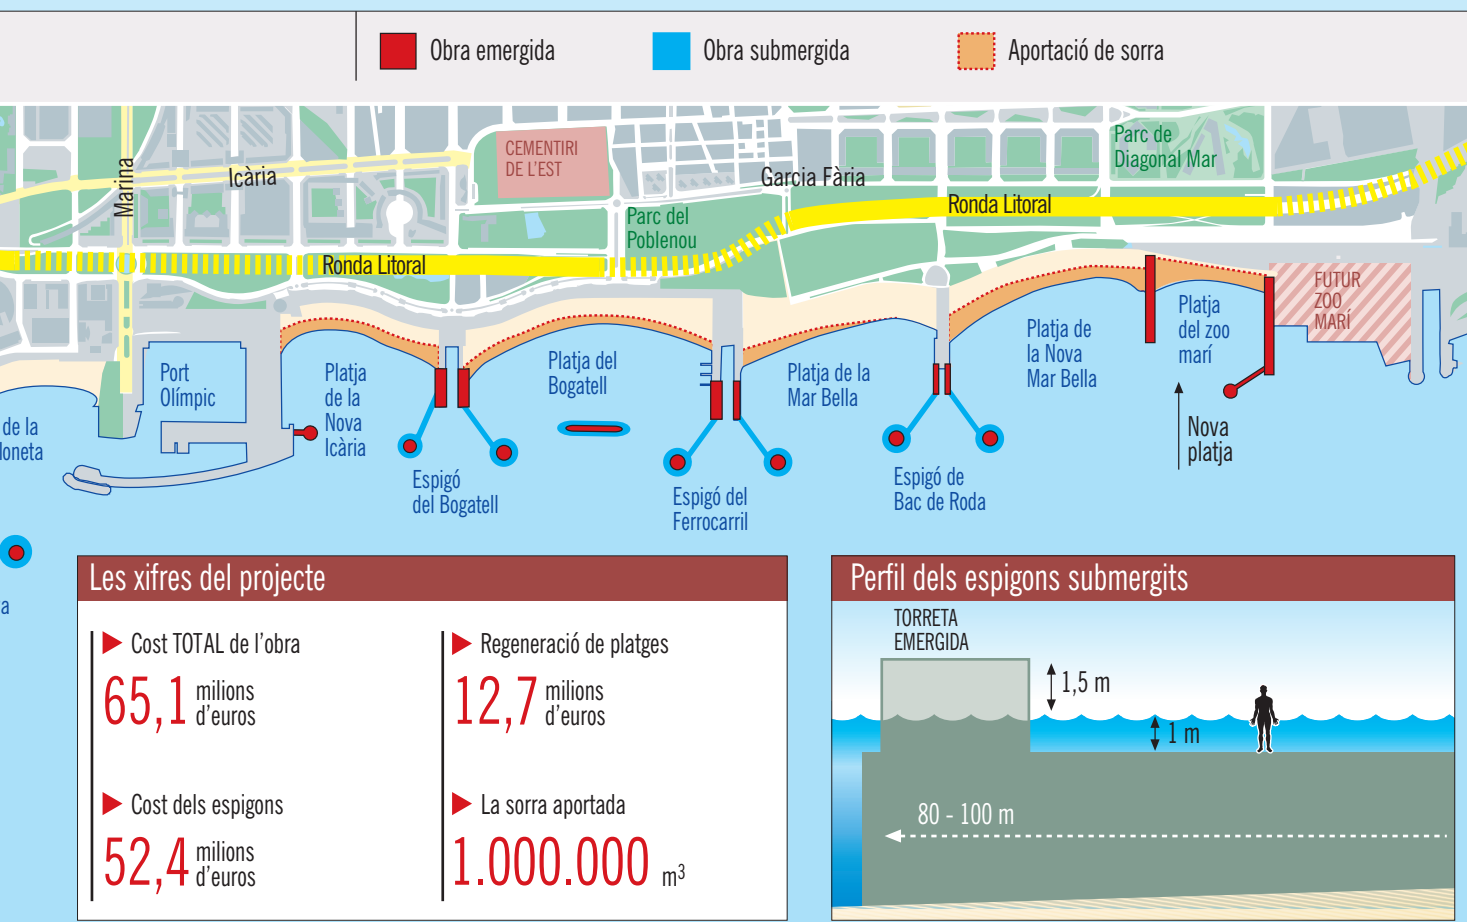 Obra emergida
Obra submergida
Aportació de sorra
Marina
Icària
CEMENTIRI
DE L'EST
Parc del
Poblenou
Garcia Fària
Parc de
Diagonal Mar
Ronda Litoral
Ronda Litoral
FUTUR
ZOO
MARÍ
de la
Port
Olímpic
Platja
de la
Nova
Icària
Platja del
Bogatell
Platja de la
Mar Bella
Platja de
la Nova
Mar Bella
Platja
del zoo
marí
Nova
platja
Espigó
del Bogatell
Espigó del
Ferrocarril
Espigó de
Bac de Roda
Les xifres del projecte
Cost TOTAL de l'obra
65,1 milions
d'euros
Regeneració de platges
12,7 milions
d'euros
Cost dels espigons
52,4 milions
d'euros
La sorra aportada
1.000.000 m³
Perfil dels espigons submergits
TORRETA
EMERGIDA
1,5 m
1 m
80 - 100 m